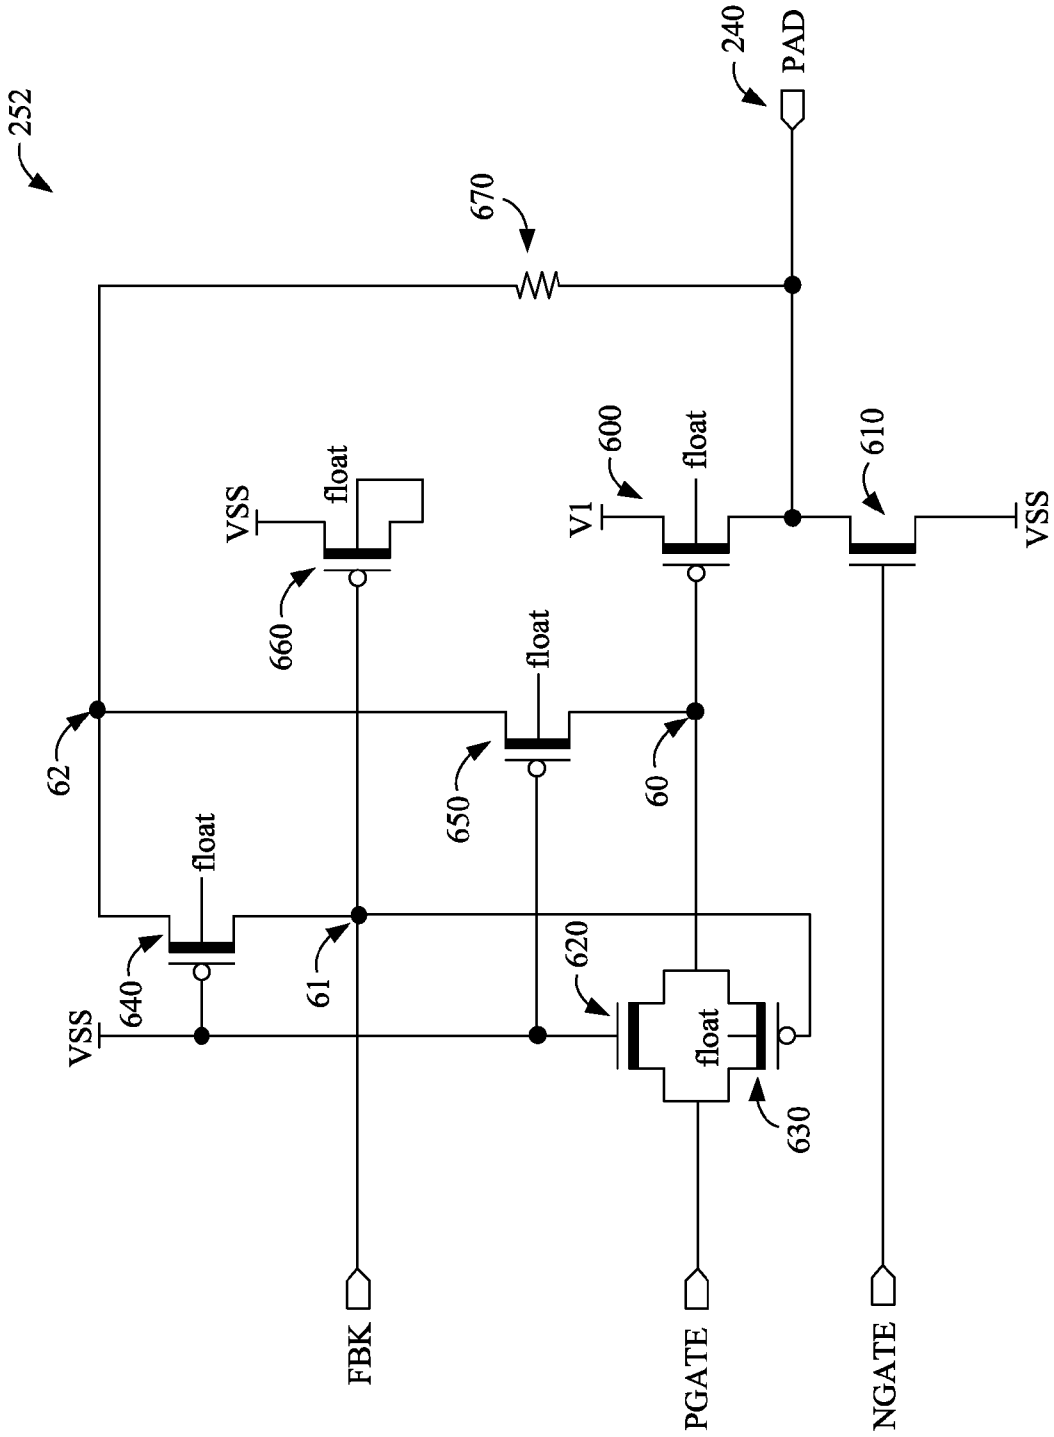 252
62
VSS
640
float
VSS
660
61
float
FBK
650
670
float
620
V1
600
60
PGATE
float
float
240
630
PAD
610
NGATE
VSS